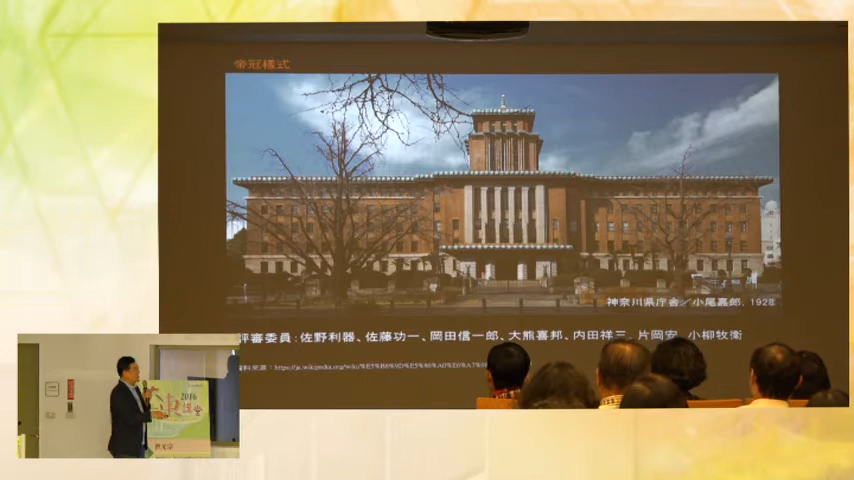 帝冠樣式
神奈川県庁舎／小尾嘉郎, 1928
評審委員：佐野利器、佐藤功一、岡田信一郎、大熊喜邦、内田祥三、片岡安、小柳牧衛
資料來源：https://ja.wikipedia.org/wiki/
2016
講堂